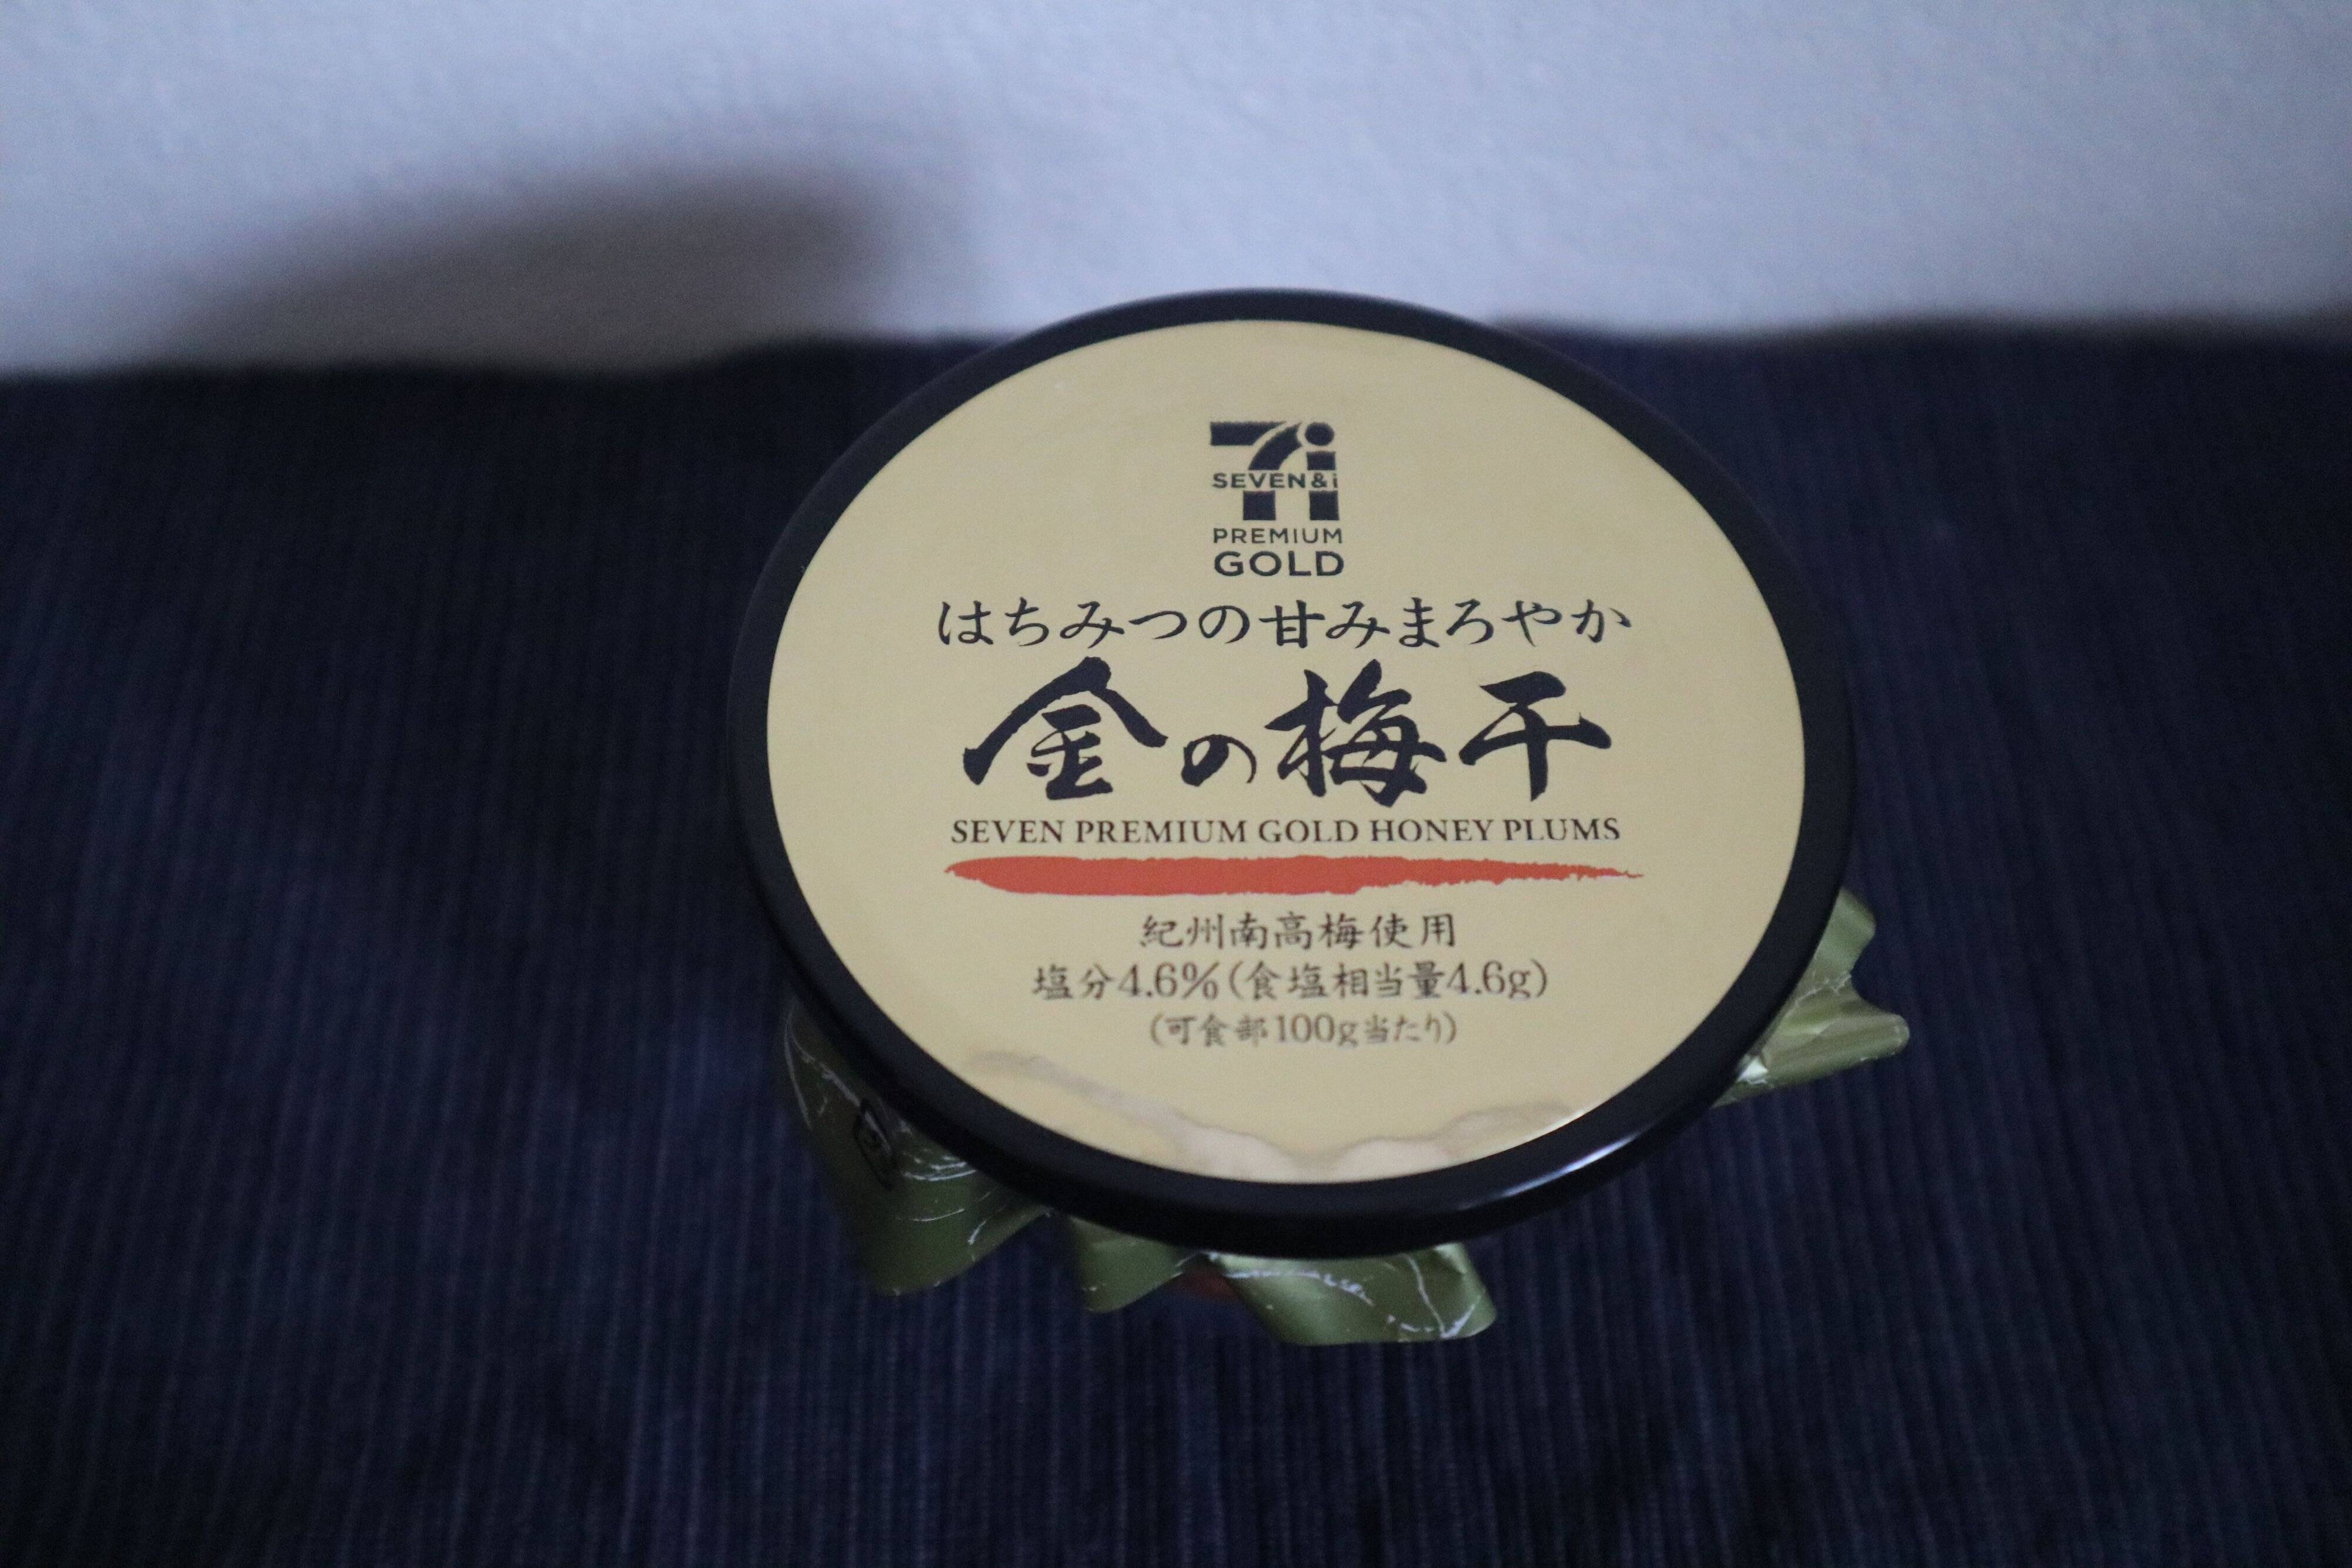 SEVEN&i
PREMIUM
GOLD
はちみつの甘みまろやか
金の梅干
SEVEN PREMIUM GOLD HONEY PLUMS
紀州南高梅使用
塩分4.6%(食塩相当量4.6g)
(可食部100g当たり)